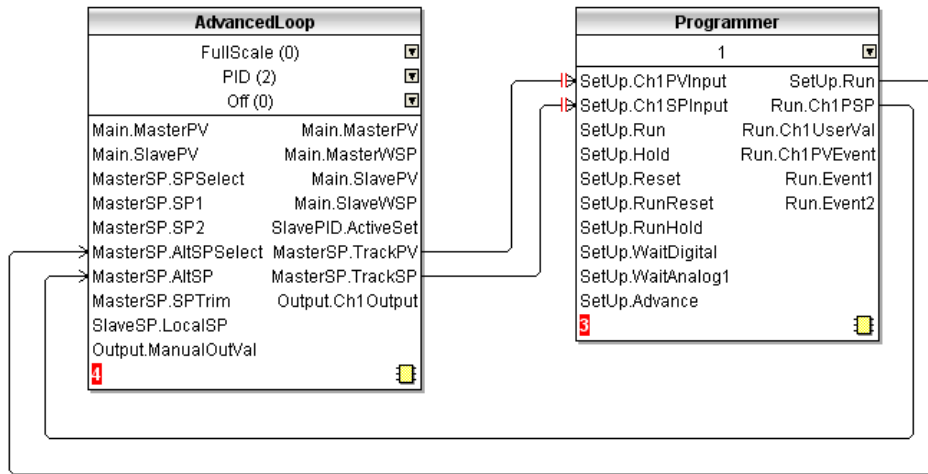 AdvancedLoop
FullScale (0)
PID (2)
Off (0)
Main.MasterPV Main.MasterPV
Main.SlavePV Main.MasterWSP
MasterSP.SPSelect Main.SlavePV
MasterSP.SP1 Main.SlaveWSP
MasterSP.SP2 SlavePID.ActiveSet
MasterSP.AltSPSelect MasterSP.TrackPV
MasterSP.AltSP MasterSP.TrackSP
MasterSP.SPTrim Output.Ch1Output
SlaveSP.LocalSP
Output.ManualOutVal
4
Programmer
1
SetUp.Ch1PVInput SetUp.Run
SetUp.Ch1SPInput Run.Ch1PSP
SetUp.Run Run.Ch1UserVal
SetUp.Hold Run.Ch1PVEvent
SetUp.Reset Run.Event1
SetUp.RunReset Run.Event2
SetUp.RunHold
SetUp.WaitDigital
SetUp.WaitAnalog1
SetUp.Advance
3